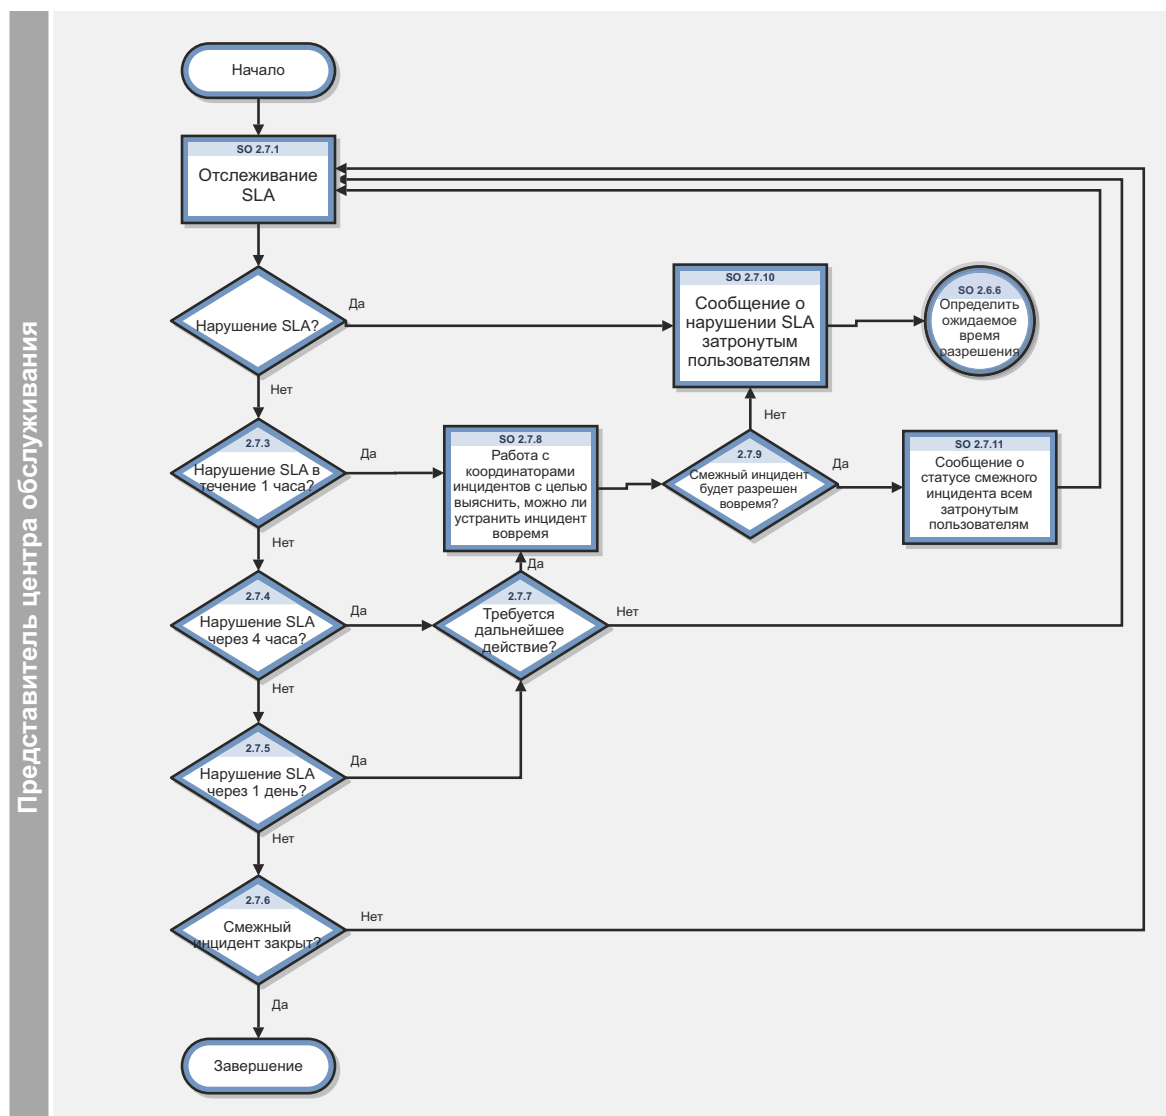 Представитель центра обслуживания
Начало
SO 2.7.1
Отслеживание
SLA
Нарушение SLA?
Да
Нет
SO 2.7.10
Сообщение о
нарушении SLA
затронутым
пользователям
SO 2.6.6
Определить
ожидаемое
время
разрешения
2.7.3
Нарушение SLA в
течение 1 часа?
Да
Нет
SO 2.7.8
Работа с
координаторами
инцидентов с целью
выяснить, можно ли
устранить инцидент
вовремя
Нет
2.7.9
Смежный инцидент
будет разрешен
вовремя?
Да
SO 2.7.11
Сообщение о
статусе смежного
инцидента всем
затронутым
пользователям
2.7.4
Нарушение SLA
через 4 часа?
Да
Нет
Да
2.7.7
Требуется
дальнейшее
действие?
Нет
2.7.5
Нарушение SLA
через 1 день?
Да
Нет
2.7.6
Смежный
инцидент закрыт?
Нет
Да
Завершение